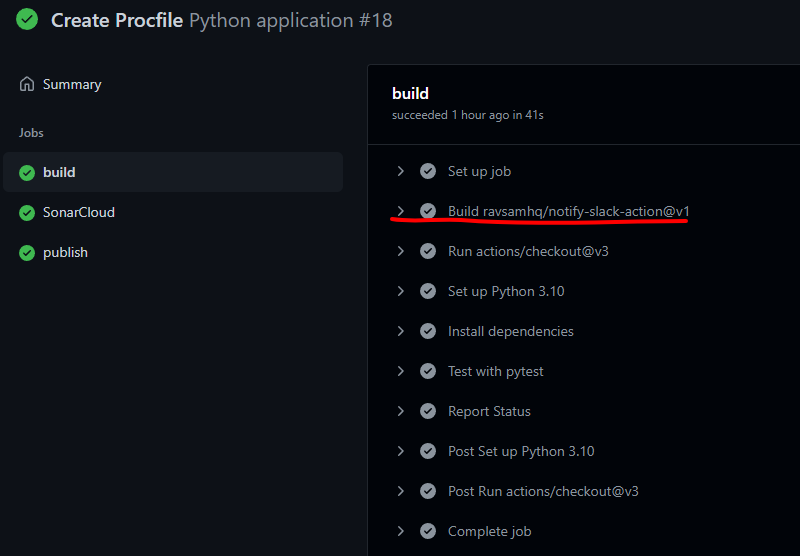 Create Procfile Python application #18
Summary
Jobs
build
SonarCloud
publish
build
succeeded 1 hour ago in 41s
Set up job
Build ravsamhq/notify-slack-action@v1
Run actions/checkout@v3
Set up Python 3.10
Install dependencies
Test with pytest
Report Status
Post Set up Python 3.10
Post Run actions/checkout@v3
Complete job